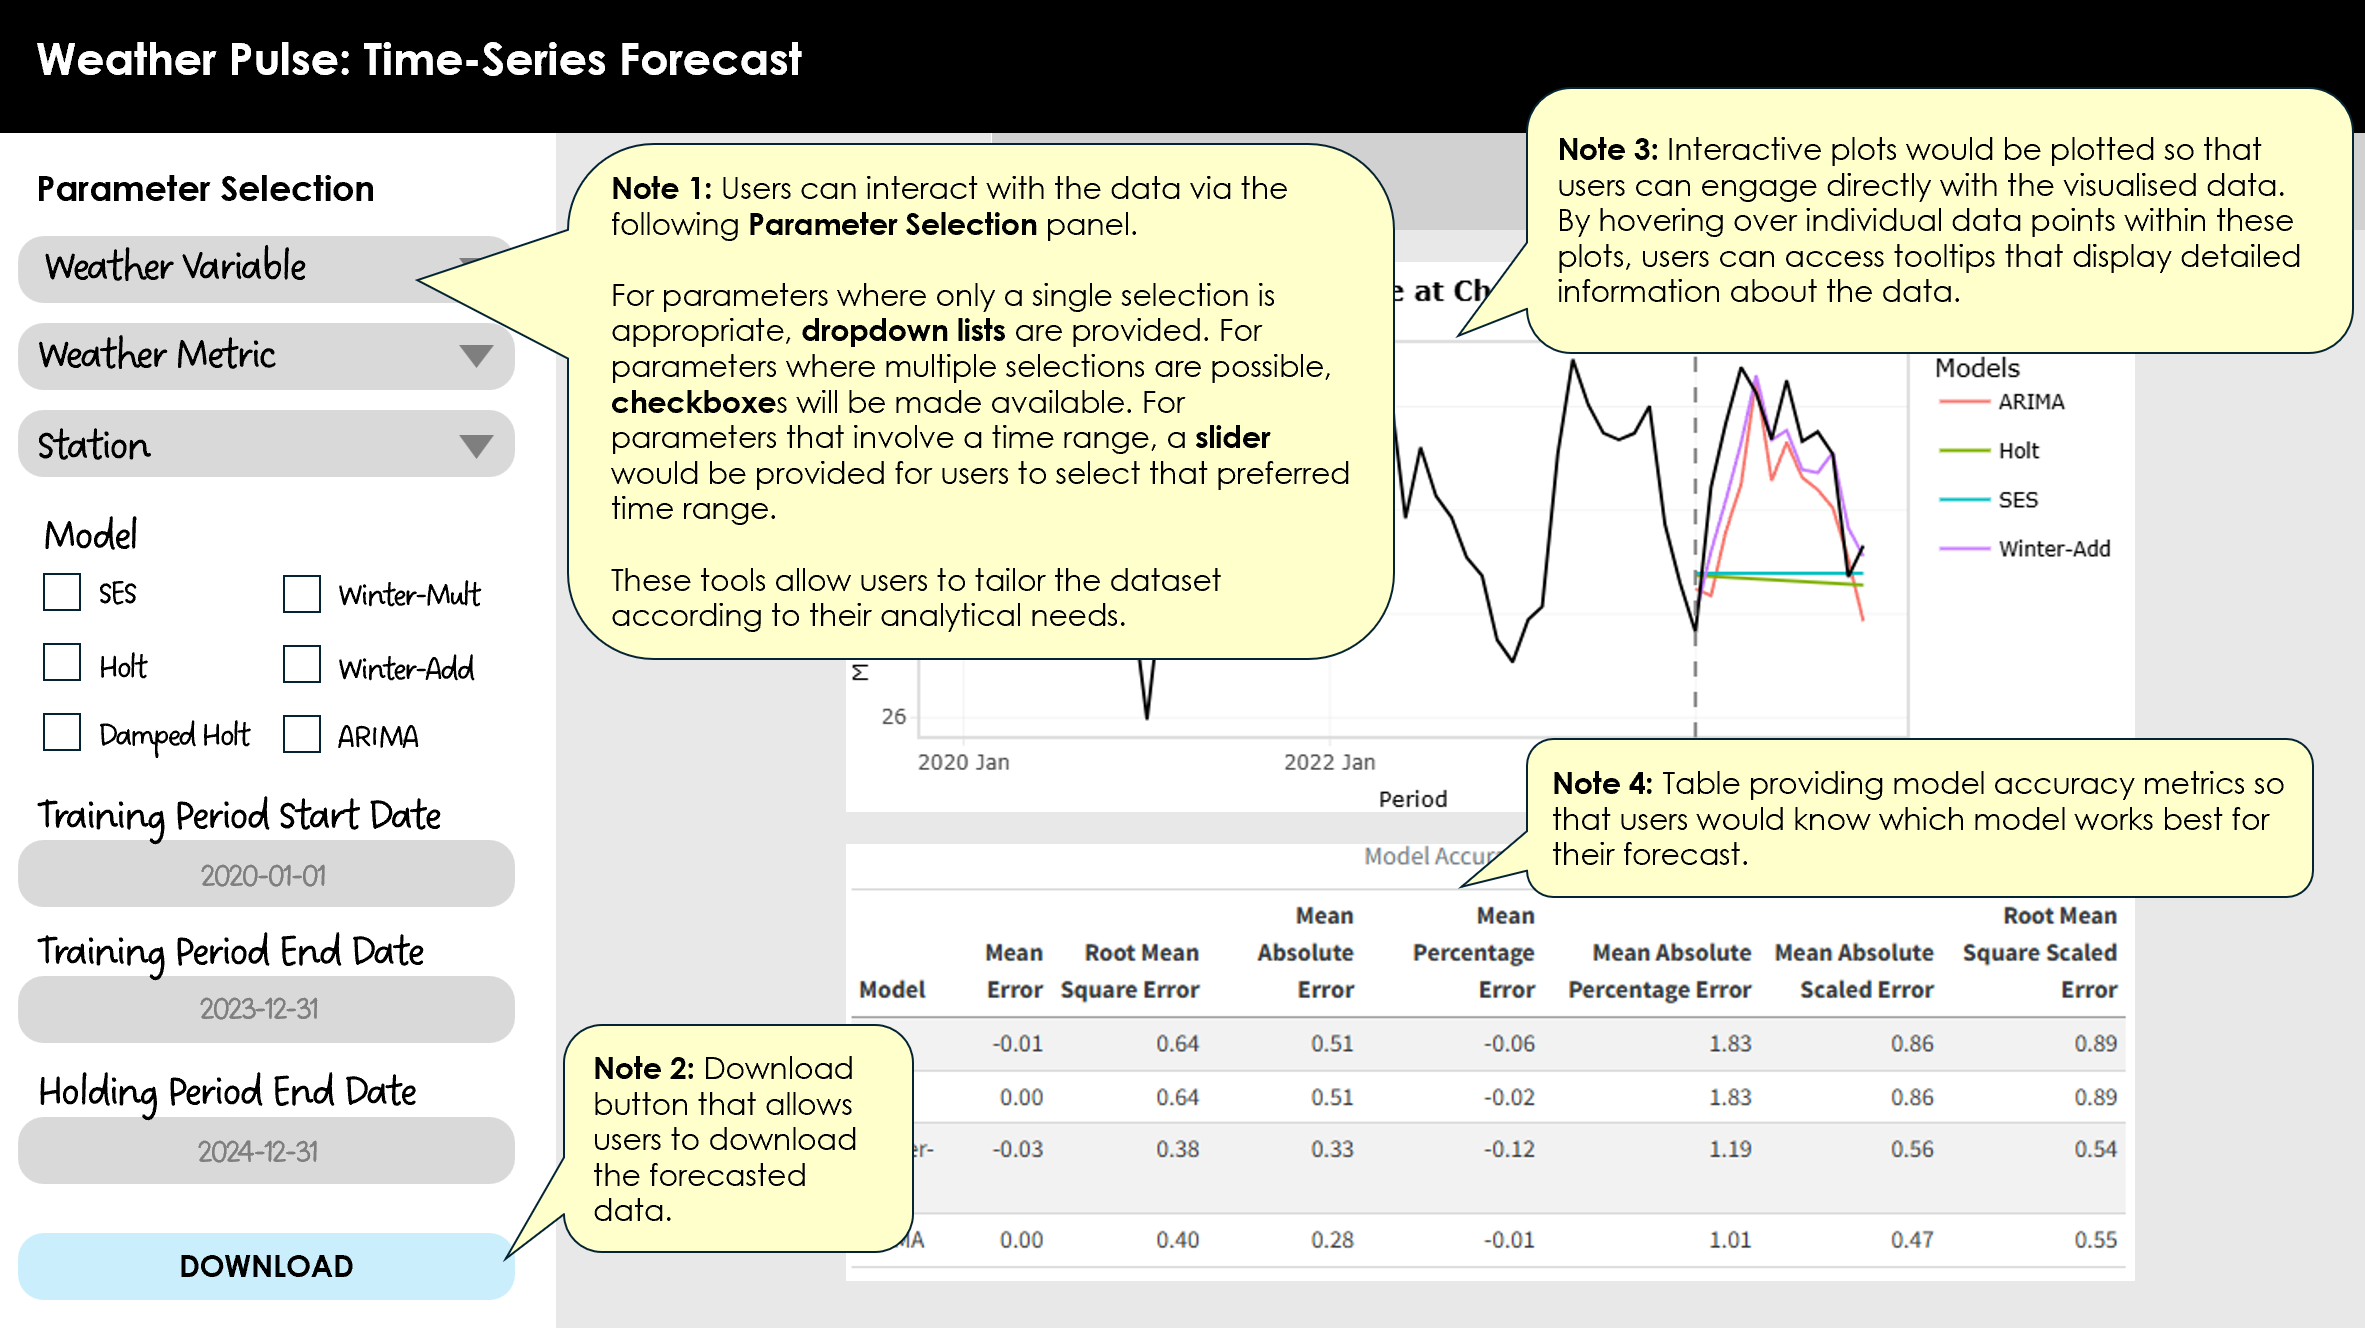 Weather Pulse: Time-Series Forecast
Parameter Selection
Weather Variable
Weather Metric
Station
Model
SES
Winter-Mult
Holt
Winter-Add
Damped Holt
ARIMA
Training Period Start Date
2020-01-01
Training Period End Date
2023-12-31
Holding Period End Date
2024-12-31
DOWNLOAD
Note 1: Users can interact with the data via the
following Parameter Selection panel.
For parameters where only a single selection is
appropriate, dropdown lists are provided. For
parameters where multiple selections are possible,
checkboxes will be made available. For
parameters that involve a time range, a slider
would be provided for users to select that preferred
time range.
These tools allow users to tailor the dataset
according to their analytical needs.
Note 3: Interactive plots would be plotted so that
users can engage directly with the visualised data.
By hovering over individual data points within these
plots, users can access tooltips that display detailed
information about the data.
at
Models
ARIMA
Holt
SES
Winter-Add
26
2020 Jan
2022 Jan
Period
Note 4: Table providing model accuracy metrics so
that users would know which model works best for
their forecast.
Model
Model Mean Error Root Mean Square Error Mean Absolute Error Mean Percentage Error Mean Absolute Percentage Error Mean Absolute Scaled Error Root Mean Square Scaled Error
-0.01 0.64 0.51 -0.06 1.83 0.86 0.89
0.00 0.64 0.51 -0.02 1.83 0.86 0.89
-0.03 0.38 0.33 -0.12 1.19 0.56 0.54
0.00 0.40 0.28 -0.01 1.01 0.47 0.55
Note 2: Download
button that allows
users to download
the forecasted
data.